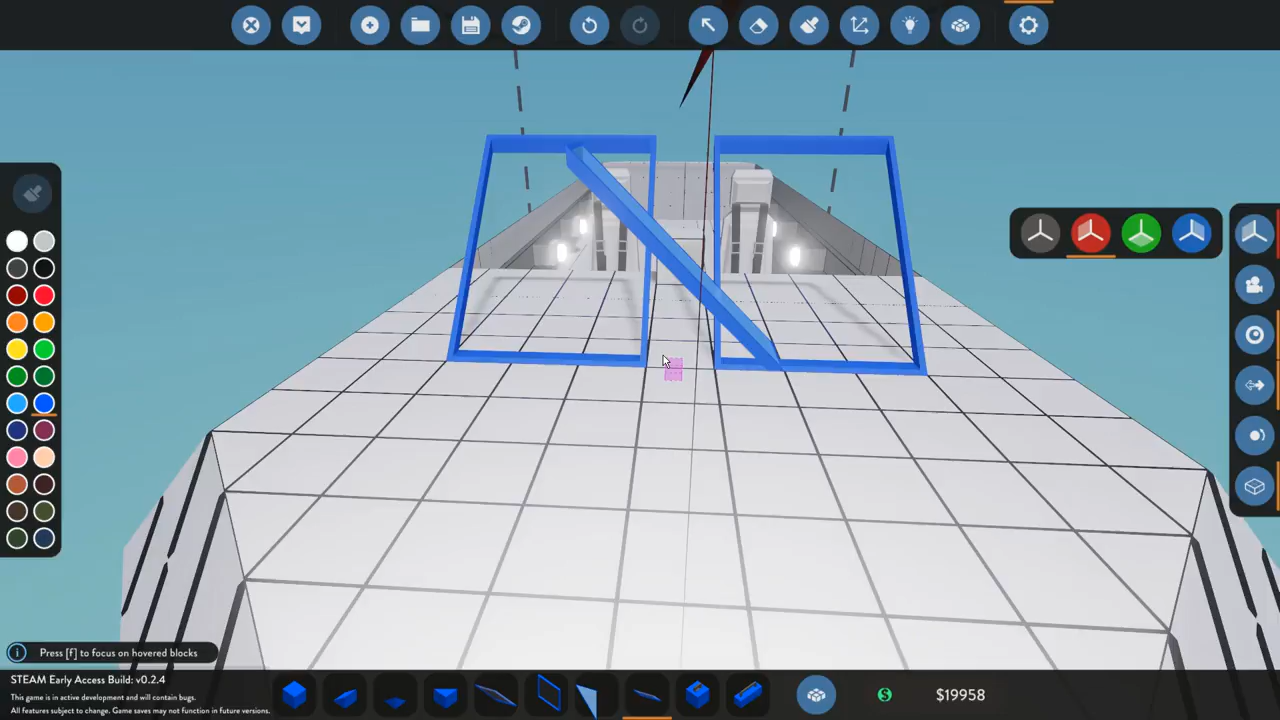 Press [f] to focus on hovered blocks
STEAM Early Access Build: v0.2.4
This game is in active development and will contain bugs.
All features subject to change. Game saves may not function in future versions.
$19958